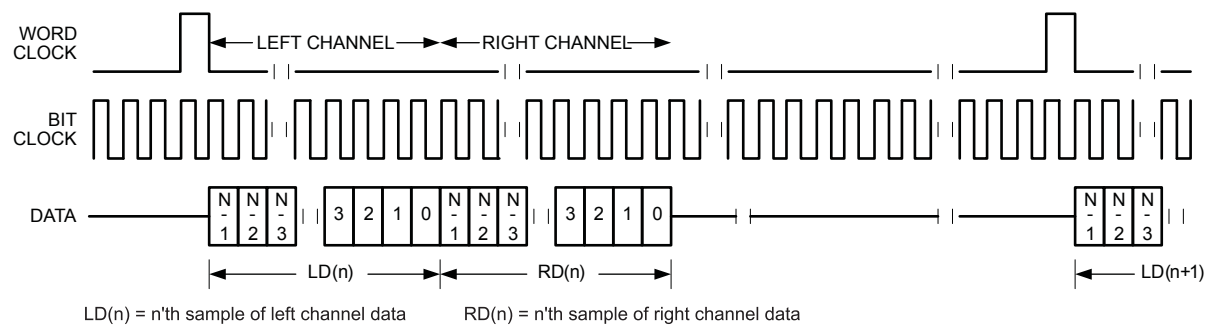 WORD
CLOCK
LEFT CHANNEL
RIGHT CHANNEL
BIT
CLOCK
DATA
N-1 N-2 N-3 3 2 1 0 N-1 N-2 N-3 3 2 1 0 N-1 N-2 N-3
LD(n) RD(n) LD(n+1)
LD(n) = n'th sample of left channel data RD(n) = n'th sample of right channel data